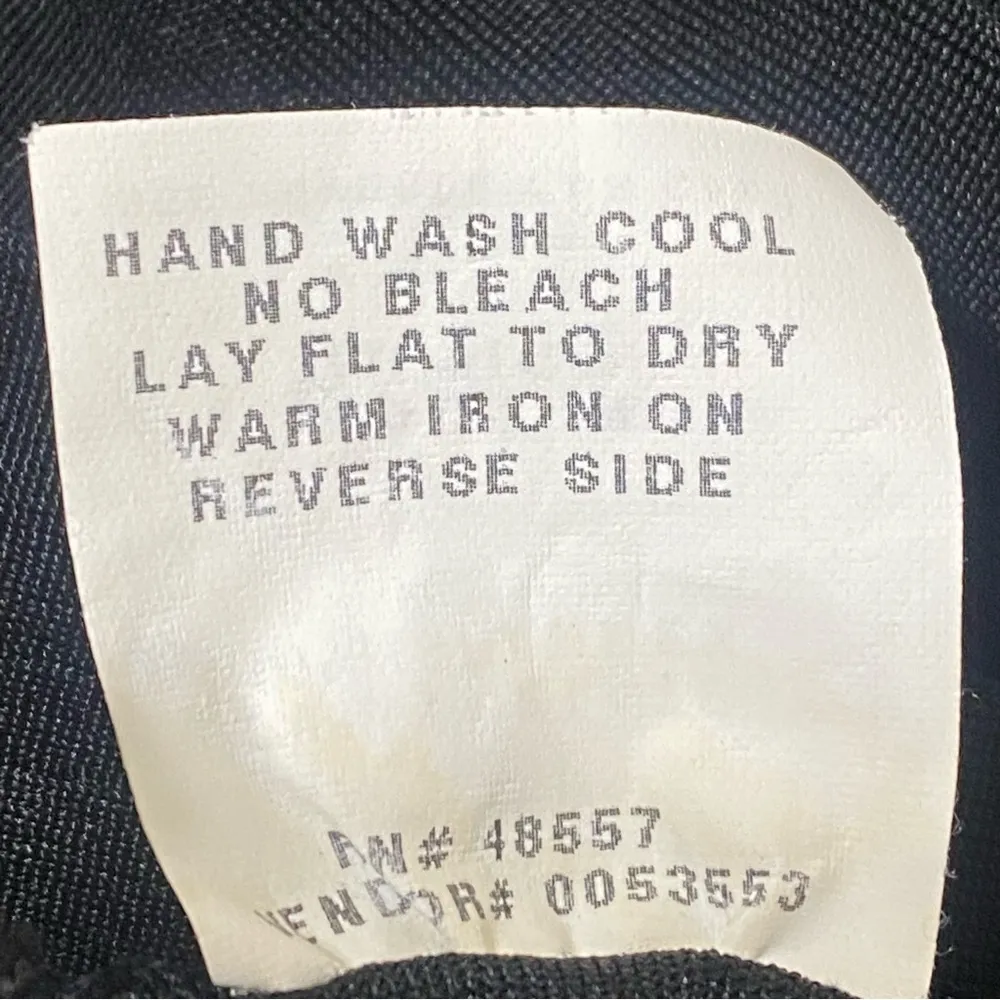 HAND WASH COOL
NO BLEACH
LAY FLAT TO DRY
WARM IRON ON
REVERSE SIDE
RN# 48557
VENDOR# 0053553